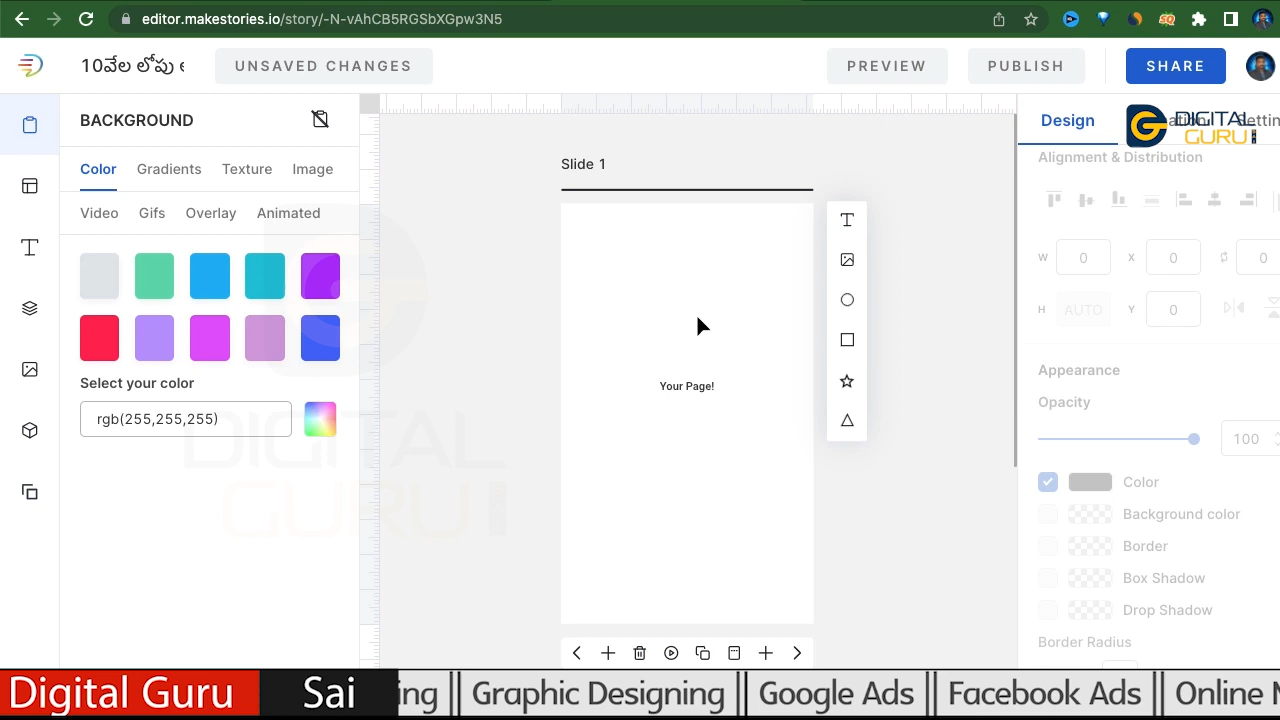 editor.makestories.io/story/-N-vAhCB5RGSbXGpw3N5
10వేల లోపు
UNSAVED CHANGES
PREVIEW
PUBLISH
SHARE
BACKGROUND
Color
Gradients
Texture
Image
Video
Gifs
Overlay
Animated
Select your color
rgb(255,255,255)
Slide 1
Your Page!
Design
DIGITAL
GURU
Alignment & Distribution
W 0 X 0 0
H AUTO Y 0
Appearance
Opacity
100
Color
Background color
Border
Box Shadow
Drop Shadow
Border Radius
DIGITAL
GURU
Digital Guru Sai ing || Graphic Designing || Google Ads || Facebook Ads || Online